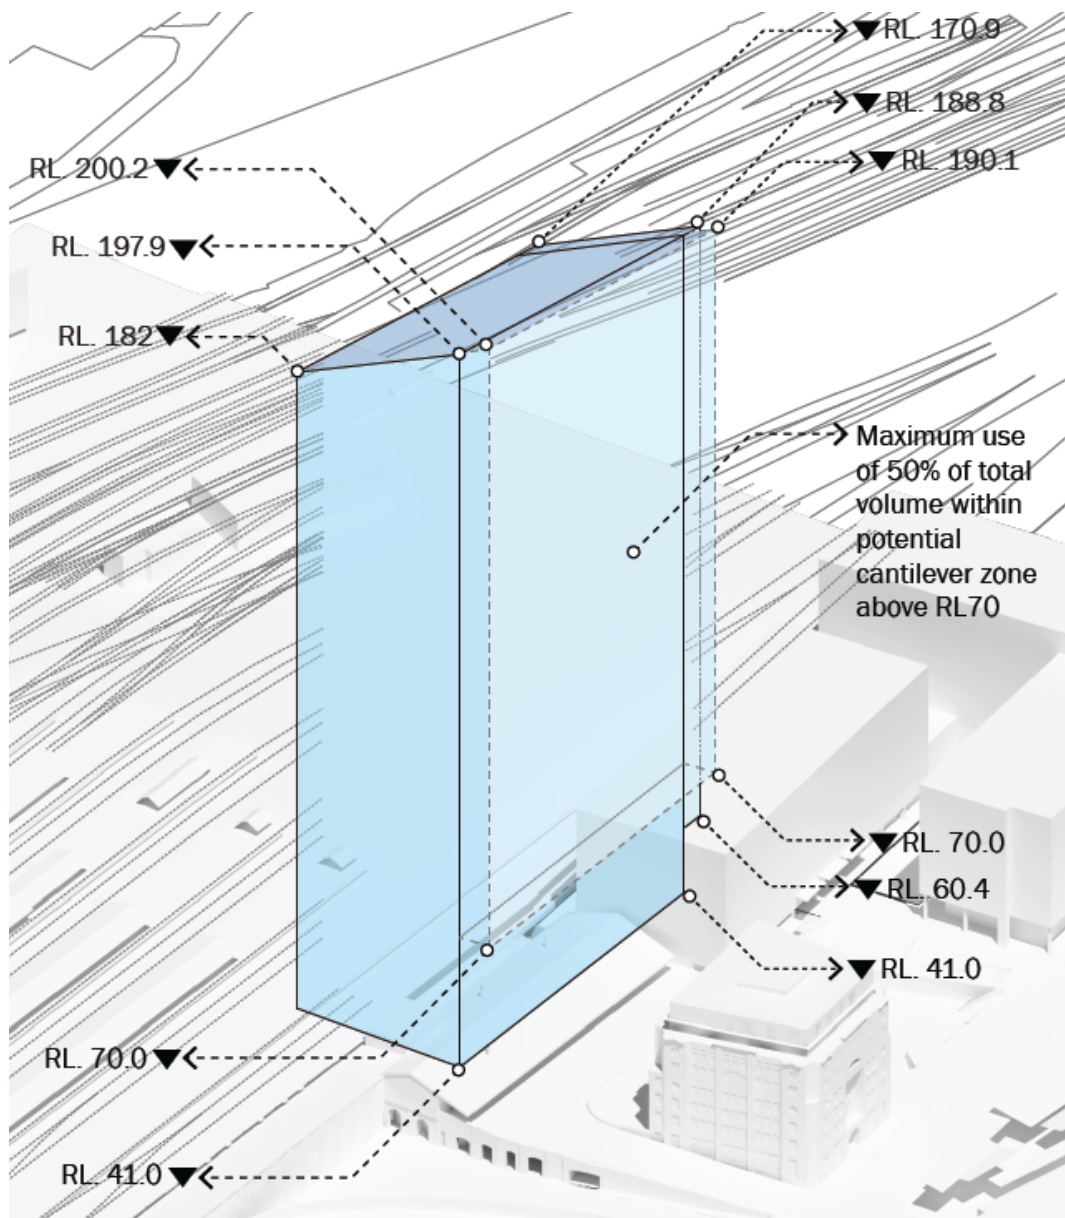 RL. 170.9
RL. 188.8
RL. 190.1
RL. 200.2
RL. 197.9
RL. 182
Maximum use
of 50% of total
volume within
potential
cantilever zone
above RL70
RL. 70.0
RL. 60.4
RL. 41.0
RL. 70.0
RL. 41.0